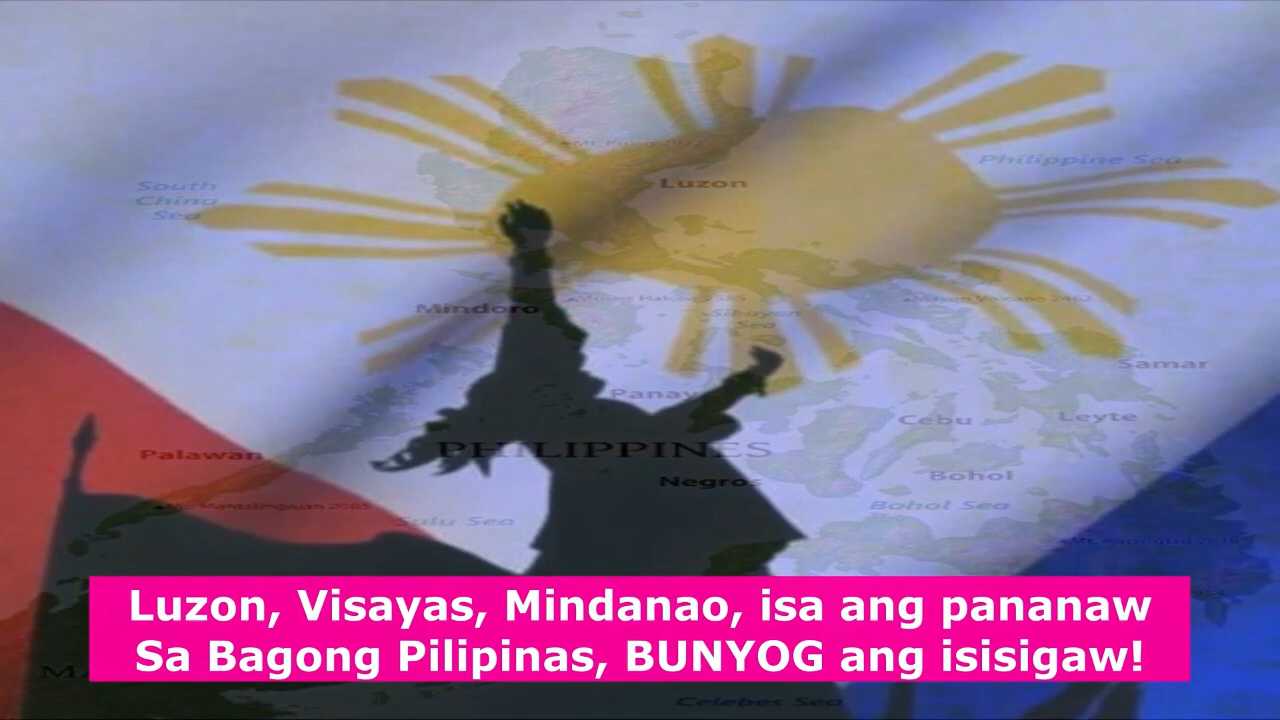 Philippine Sea
Luzon
South
China
Sea
Mindoro
Sibuyan
Sea
Samar
Panay
Cebu
Leyte
PHILIPPINES
Palawan
Negros
Bohol
Bohol Sea
Sulu Sea
Luzon, Visayas, Mindanao, isa ang pananaw
Sa Bagong Pilipinas, BUNYOG ang isisigaw!
Celebes Sea